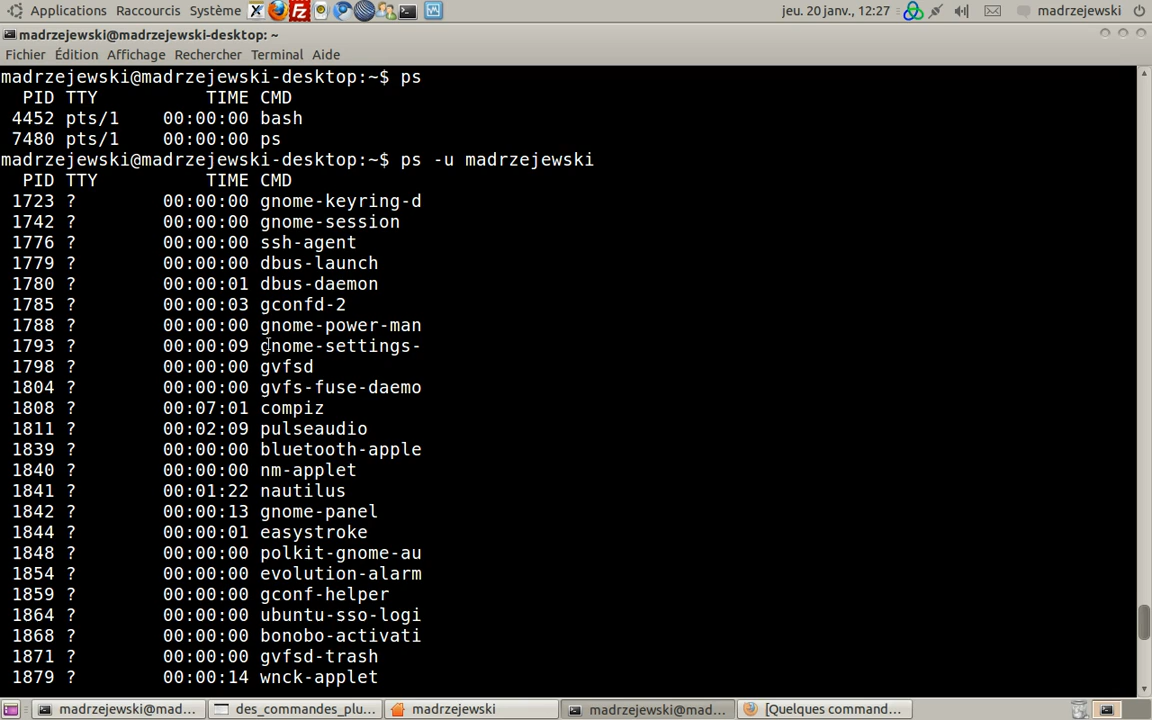 Applications Raccourcis Système jeu. 20 janv., 12:27 madrzejewski
madrzejewski@madrzejewski-desktop: ~
Fichier Édition Affichage Rechercher Terminal Aide
madrzejewski@madrzejewski-desktop:~$ ps
PID TTY TIME CMD
4452 pts/1 00:00:00 bash
7480 pts/1 00:00:00 ps
madrzejewski@madrzejewski-desktop:~$ ps -u madrzejewski
PID TTY TIME CMD
1723 ? 00:00:00 gnome-keyring-d
1742 ? 00:00:00 gnome-session
1776 ? 00:00:00 ssh-agent
1779 ? 00:00:00 dbus-launch
1780 ? 00:00:01 dbus-daemon
1785 ? 00:00:03 gconfd-2
1788 ? 00:00:00 gnome-power-man
1793 ? 00:00:09 gnome-settings-
1798 ? 00:00:00 gvfsd
1804 ? 00:00:00 gvfs-fuse-daemo
1808 ? 00:07:01 compiz
1811 ? 00:02:09 pulseaudio
1839 ? 00:00:00 bluetooth-apple
1840 ? 00:00:00 nm-applet
1841 ? 00:01:22 nautilus
1842 ? 00:00:13 gnome-panel
1844 ? 00:00:01 easystroke
1848 ? 00:00:00 polkit-gnome-au
1854 ? 00:00:00 evolution-alarm
1859 ? 00:00:00 gconf-helper
1864 ? 00:00:00 ubuntu-sso-logi
1868 ? 00:00:00 bonobo-activati
1871 ? 00:00:00 gvfsd-trash
1879 ? 00:00:14 wnck-applet
madrzejewski@mad... des_commandes_plu... madrzejewski madrzejewski@mad... [Quelques command...